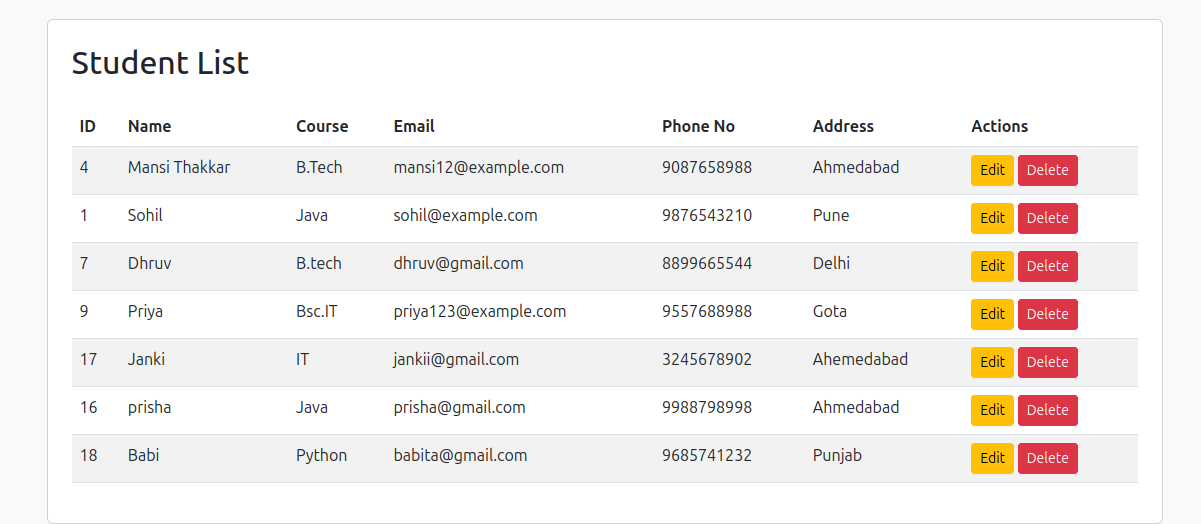 Student List
ID Name Course Email Phone No Address Actions
4 Mansi Thakkar B.Tech mansi12@example.com 9087658988 Ahmedabad Edit Delete
1 Sohil Java sohil@example.com 9876543210 Pune Edit Delete
7 Dhruv B.tech dhruv@gmail.com 8899665544 Delhi Edit Delete
9 Priya Bsc.IT priya123@example.com 9557688988 Gota Edit Delete
17 Janki IT jankii@gmail.com 3245678902 Ahemedabad Edit Delete
16 prisha Java prisha@gmail.com 9988798998 Ahmedabad Edit Delete
18 Babi Python babita@gmail.com 9685741232 Punjab Edit Delete